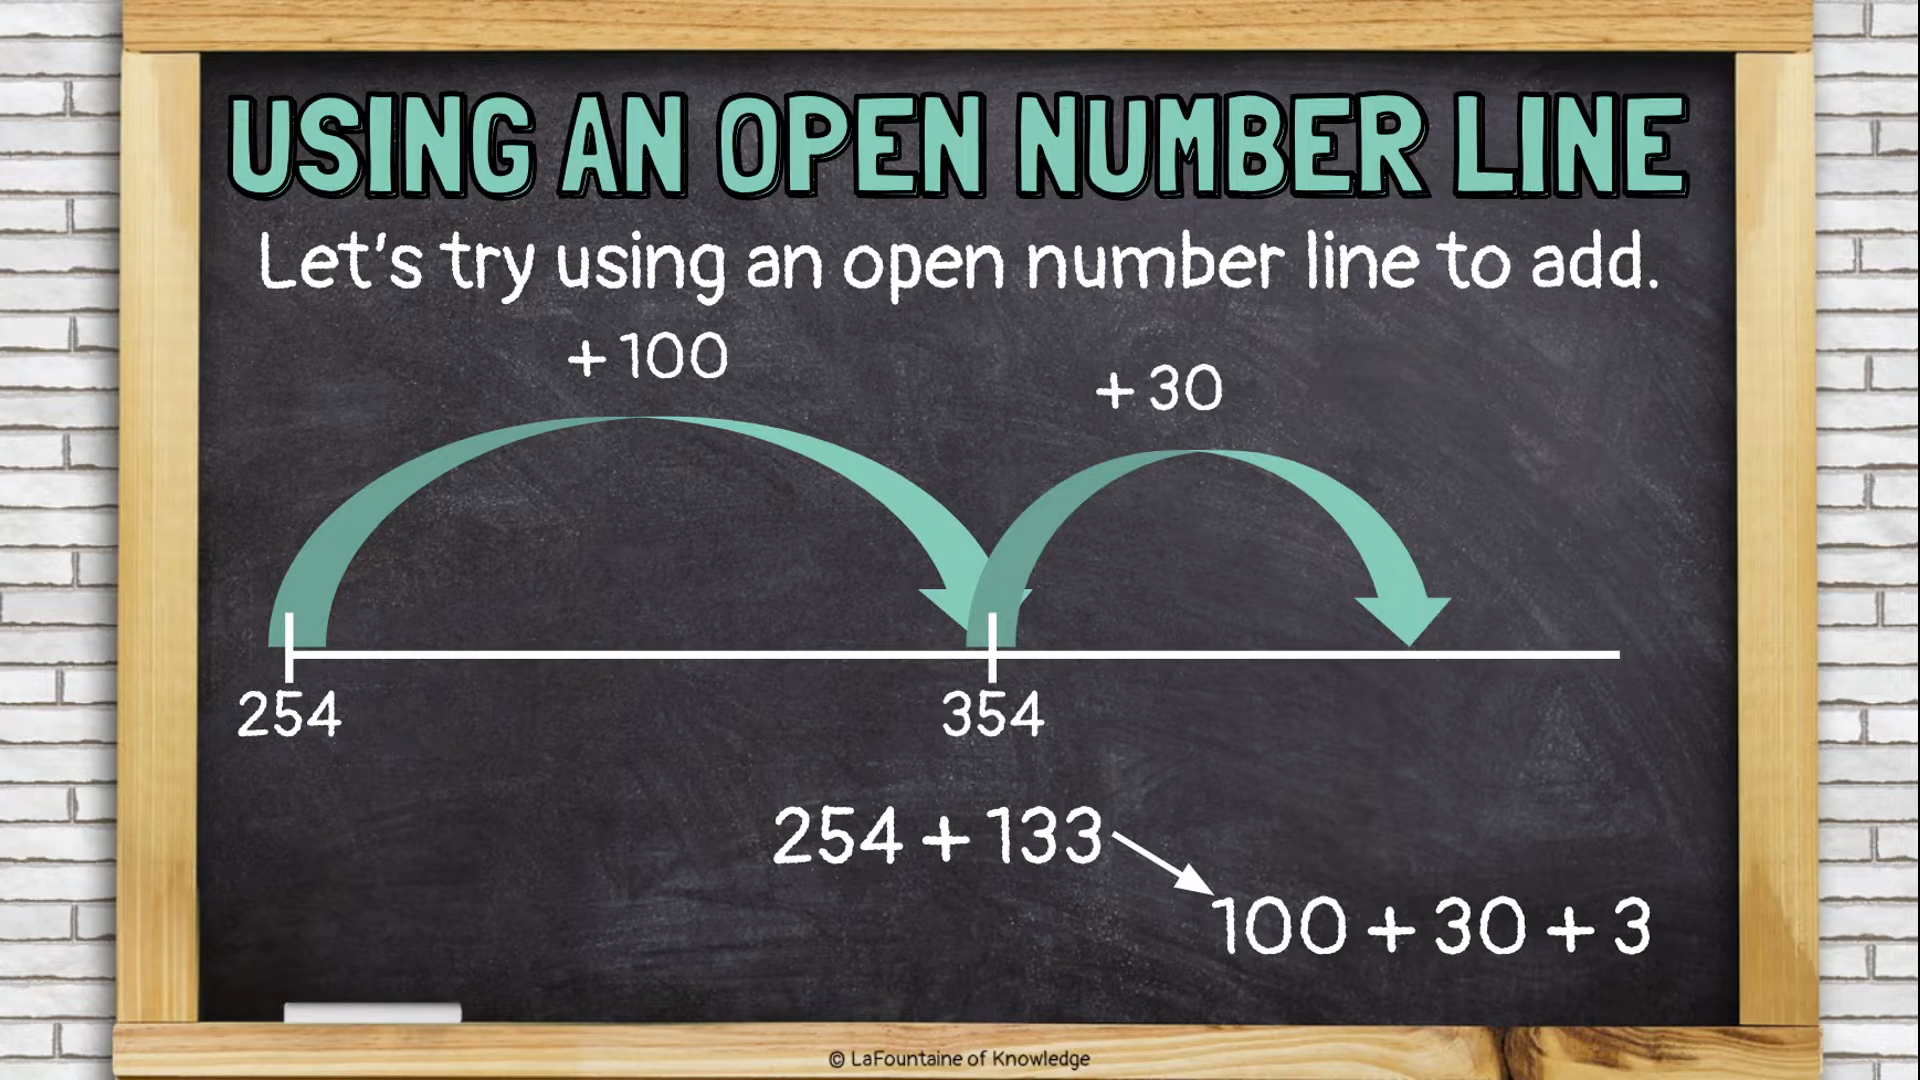 USING AN OPEN NUMBER LINE
Let's try using an open number line to add.
+ 100
+ 30
254
354
254 + 133
100 + 30 + 3
© LaFountaine of Knowledge